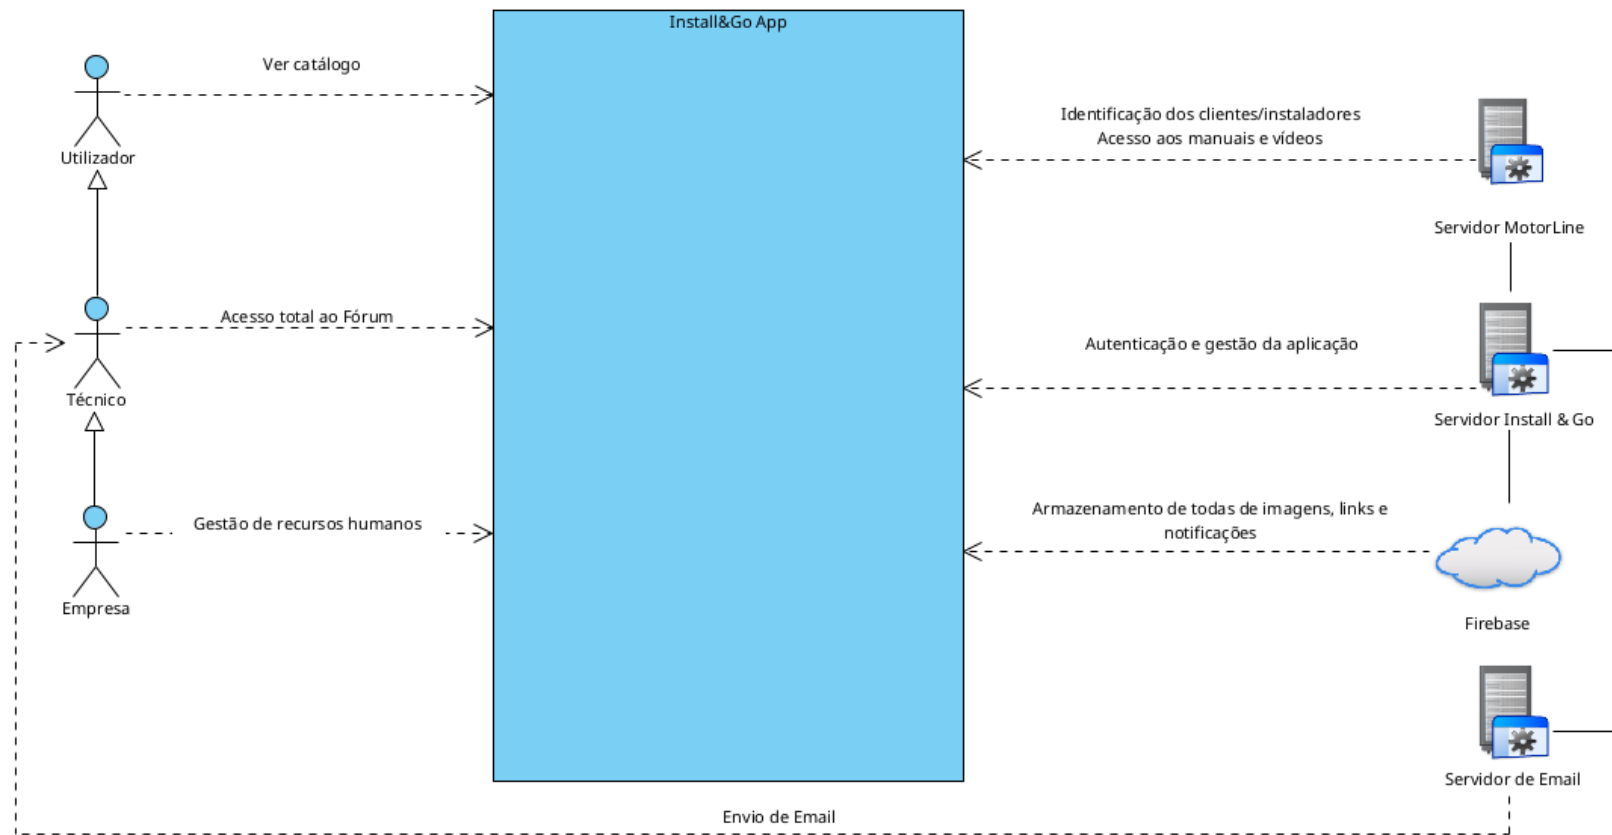 Install&Go App
Ver catálogo
Utilizador
Identificação dos clientes/instaladores
Acesso aos manuais e vídeos
Servidor MotorLine
Acesso total ao Fórum
Técnico
Autenticação e gestão da aplicação
Servidor Install & Go
Gestão de recursos humanos
Empresa
Armazenamento de todas de imagens, links e
notificações
Firebase
Servidor de Email
Envio de Email